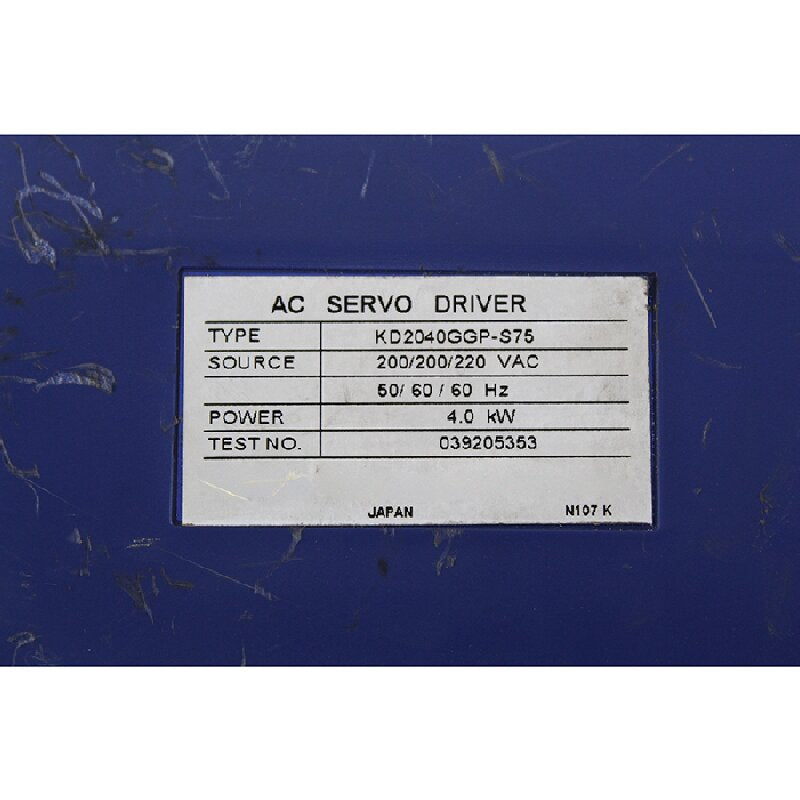 AC SERVO DRIVER
TYPE KD2040GGP-S75
SOURCE 200/200/220 VAC
50/ 60 / 60 Hz
POWER 4.0 kW
TEST NO. 039205353
JAPAN N107 K